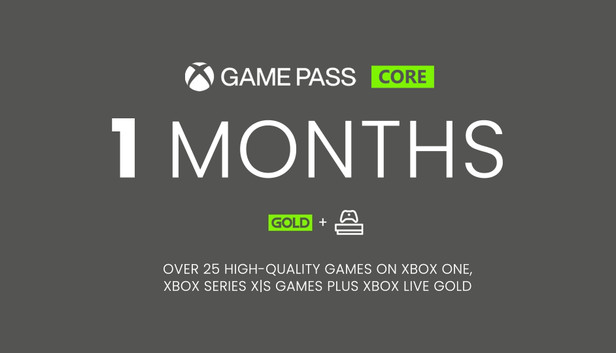 GAME PASS CORE
1 MONTHS
GOLD +
OVER 25 HIGH-QUALITY GAMES ON XBOX ONE,
XBOX SERIES X|S GAMES PLUS XBOX LIVE GOLD